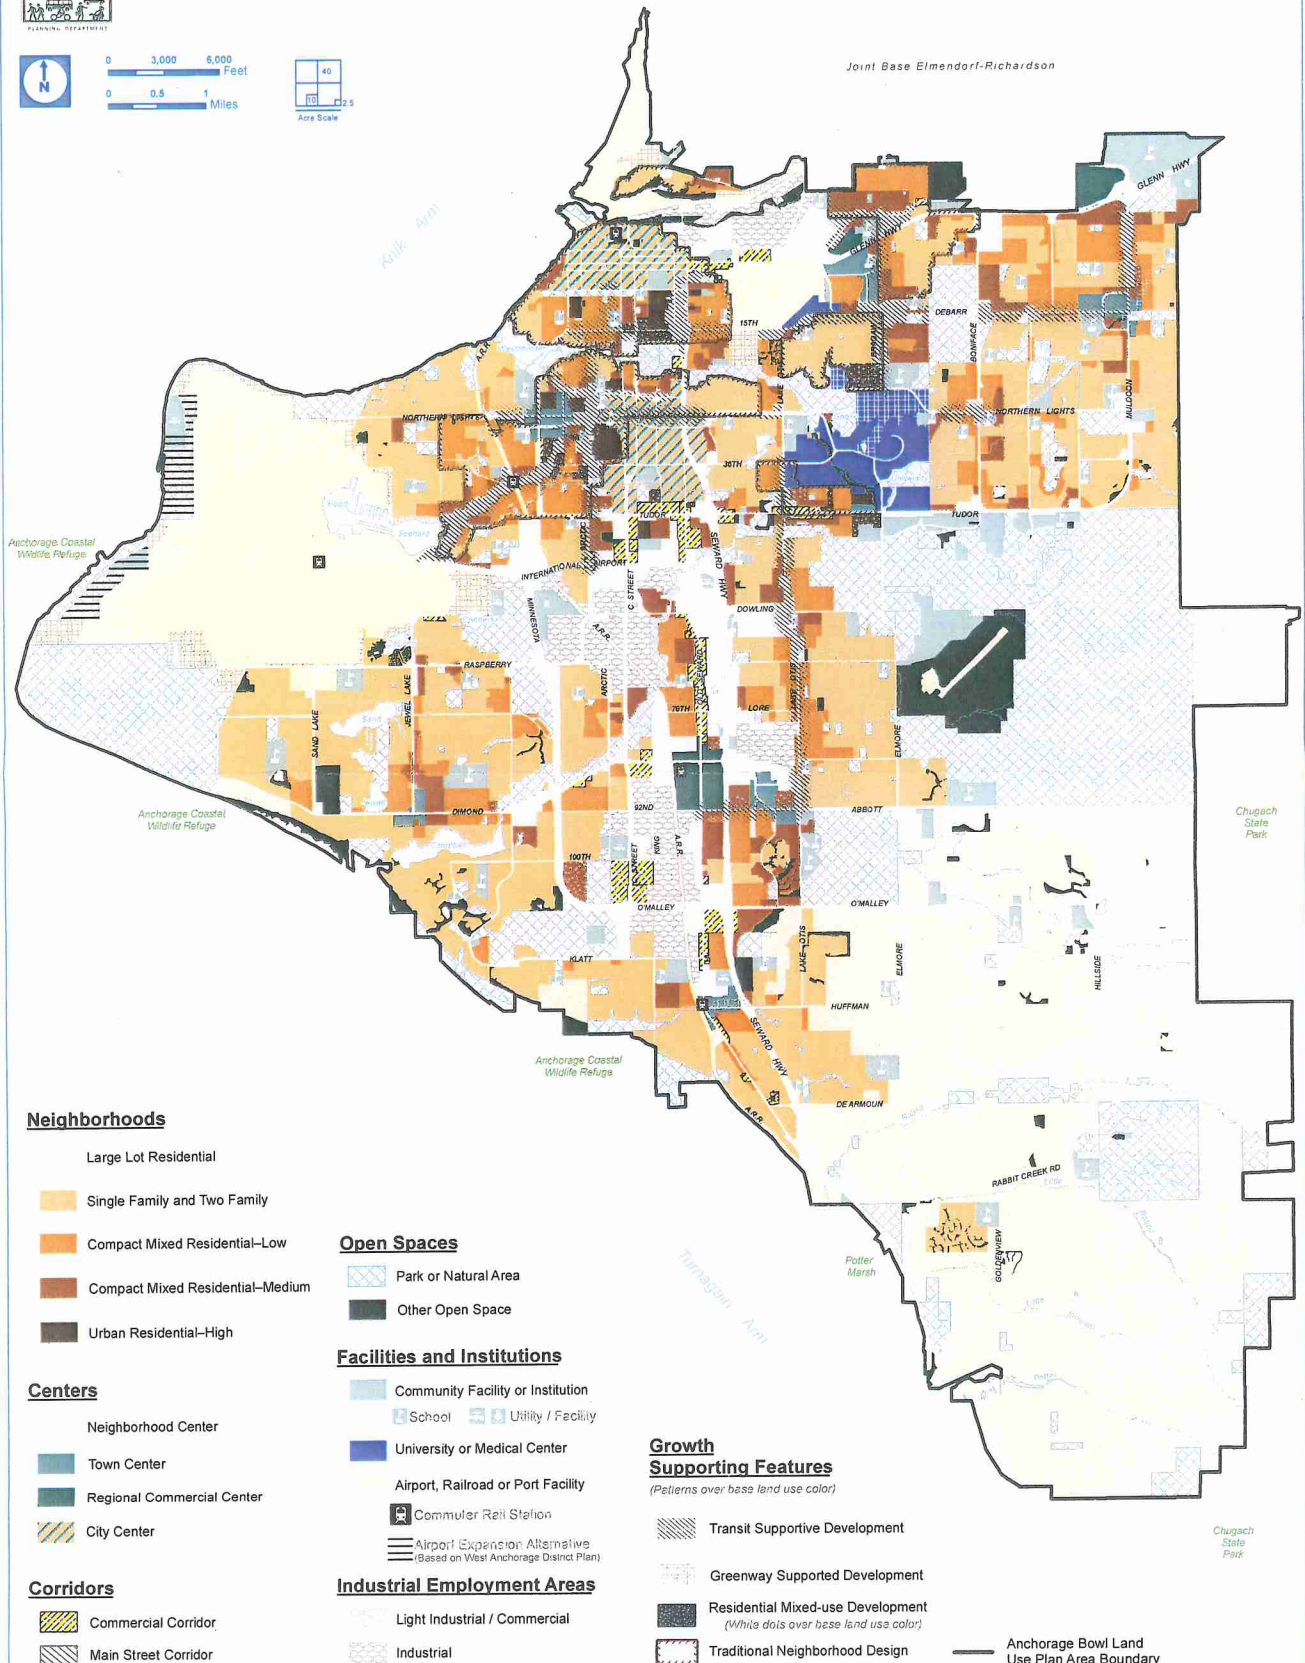 PLANNING DEPARTMENT
N
0 3,000 6,000
Feet
0 0.5 1
Miles
40
10
2.5
Acre Scale
Joint Base Elmendorf-Richardson
GLENN HWY
Knik Arm
GLENN HWY
DEBARR
15TH
BONIFACE
A.R.R.
LAKE
MULDOON
NORTHERN LIGHTS
NORTHERN LIGHTS
36TH
TUDOR
TUDOR
ARCTIC
SEWARD HWY
Anchorage Coastal
Wildlife Refuge
INTERNATIONAL AIRPORT
C STREET
MINNESOTA
DOWLING
A.R.R.
RASPBERRY
ARCTIC
JEWEL LAKE
76TH
LORE
SAND LAKE
ELMORE
Anchorage Coastal
Wildlife Refuge
DIMOND
92ND
ABBOTT
Chugach
State
Park
STREET
KING
A.R.R.
100TH
O'MALLEY
O'MALLEY
KLATT
LAKE OTIS
ELMORE
HILLSIDE
HUFFMAN
SEWARD HWY
Anchorage Coastal
Wildlife Refuge
DE ARMOUN
A.R.R.
RABBIT CREEK RD
GOLDENVIEW
Potter
Marsh
Turnagain Arm
Chugach
State
Park
Neighborhoods
Large Lot Residential
Single Family and Two Family
Compact Mixed Residential–Low
Compact Mixed Residential–Medium
Urban Residential–High
Centers
Neighborhood Center
Town Center
Regional Commercial Center
City Center
Corridors
Commercial Corridor
Main Street Corridor
Open Spaces
Park or Natural Area
Other Open Space
Facilities and Institutions
Community Facility or Institution
School Utility / Facility
University or Medical Center
Airport, Railroad or Port Facility
Commuter Rail Station
Airport Expansion Alternative
(Based on West Anchorage District Plan)
Industrial Employment Areas
Light Industrial / Commercial
Industrial
Growth
Supporting Features
(Patterns over base land use color)
Transit Supportive Development
Greenway Supported Development
Residential Mixed-use Development
(White dots over base land use color)
Traditional Neighborhood Design
Anchorage Bowl Land
Use Plan Area Boundary